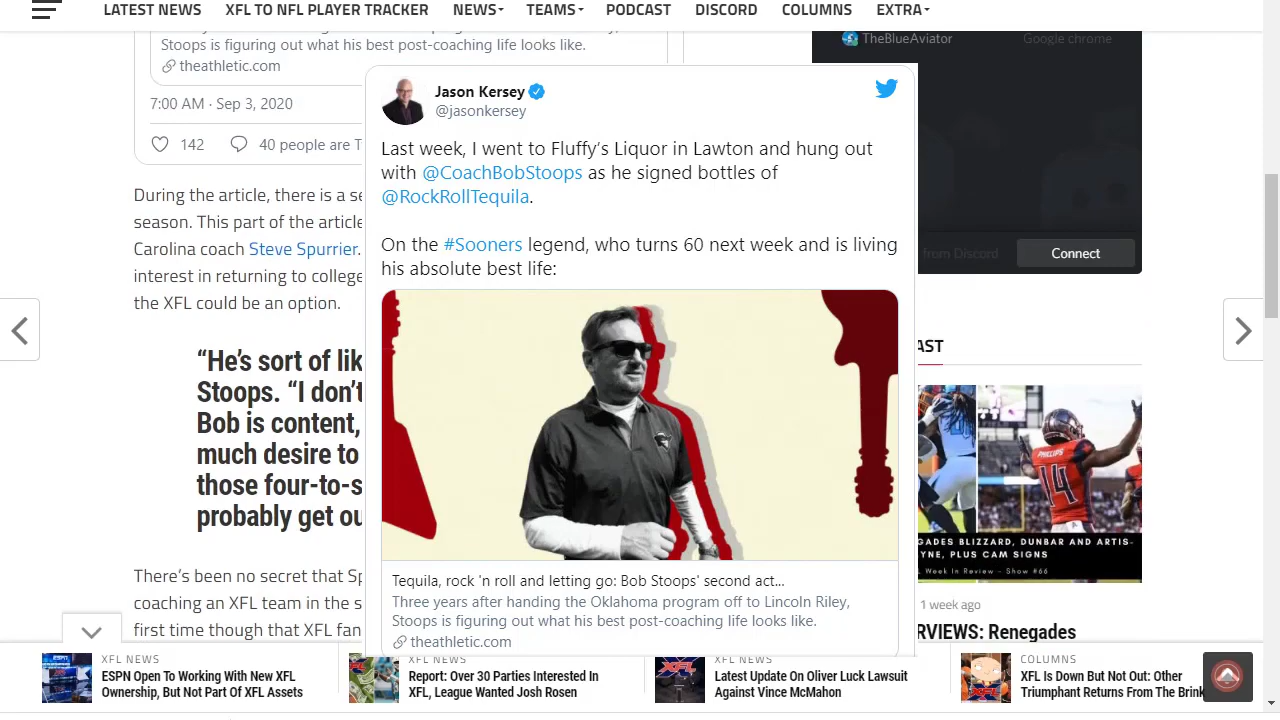 LATEST NEWS XFL TO NFL PLAYER TRACKER NEWS TEAMS PODCAST DISCORD COLUMNS EXTRA
Stoops is figuring out what his best post-coaching life looks like.
theathletic.com
7:00 AM · Sep 3, 2020
142 40 people are T
During the article, there is a se
season. This part of the article
Carolina coach Steve Spurrier.
interest in returning to college
the XFL could be an option.
“He’s sort of lik
Stoops. “I don’t
Bob is content,
much desire to
those four-to-s
probably get ou
There’s been no secret that Sp
coaching an XFL team in the s
first time though that XFL fan
Jason Kersey
@jasonkersey
Last week, I went to Fluffy’s Liquor in Lawton and hung out
with @CoachBobStoops as he signed bottles of
@RockRollTequila.
On the #Sooners legend, who turns 60 next week and is living
his absolute best life:
Tequila, rock 'n roll and letting go: Bob Stoops' second act...
Three years after handing the Oklahoma program off to Lincoln Riley,
Stoops is figuring out what his best post-coaching life looks like.
theathletic.com
TheBlueAviator Google chrome
from Discord Connect
AST
PHILLIPS
14
GADES BLIZZARD, DUNBAR AND ARTIS-
YNE, PLUS CAM SIGNS
L Week In Review - Show #66
1 week ago
RVIEWS: Renegades
XFL NEWS
ESPN Open To Working With New XFL
Ownership, But Not Part Of XFL Assets
XFL NEWS
Report: Over 30 Parties Interested In
XFL, League Wanted Josh Rosen
XFL NEWS
Latest Update On Oliver Luck Lawsuit
Against Vince McMahon
COLUMNS
XFL Is Down But Not Out: Other
Triumphant Returns From The Brink